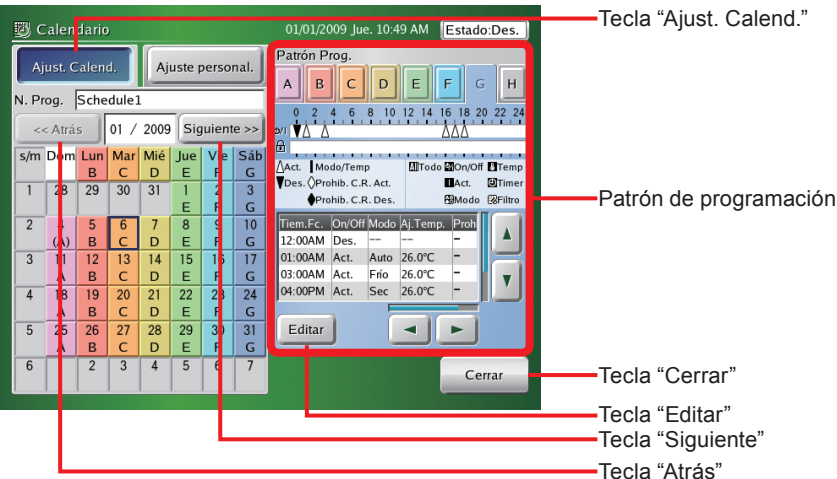 Calendario
01/01/2009 Jue. 10:49 AM Estado:Des.
Tecla “Ajust. Calend.”
Ajust. Calend. Ajuste personal.
Patrón Prog.
A B C D E F G H
N. Prog. Schedule1
0 2 4 6 8 10 12 14 16 18 20 22 24
<< Atrás 01 / 2009 Siguiente >>
s/m Dom Lun Mar Mié Jue Vie Sáb
B C D E F G
1 28 29 30 31 1 2 3
E F G
2 4 5 6 7 8 9 10
(A) B C D E F G
3 11 12 13 14 15 16 17
A B C D E F G
4 18 19 20 21 22 23 24
A B C D E F G
5 25 26 27 28 29 30 31
A B C D E F G
6 2 3 4 5 6 7
Act. Modo/Temp Todo On/Off Temp
Des. Prohib. C.R. Act. Act. Timer
Prohib. C.R. Des. Modo Filtro
Patrón de programación
Tiem.Fc. On/Off Modo Aj.Temp. Proh
12:00AM Des. -- -- -
01:00AM Act. Auto 26.0°C -
03:00AM Act. Frío 26.0°C -
04:00PM Act. Sec 26.0°C -
Editar
Cerrar
Tecla “Cerrar”
Tecla “Editar”
Tecla “Siguiente”
Tecla “Atrás”